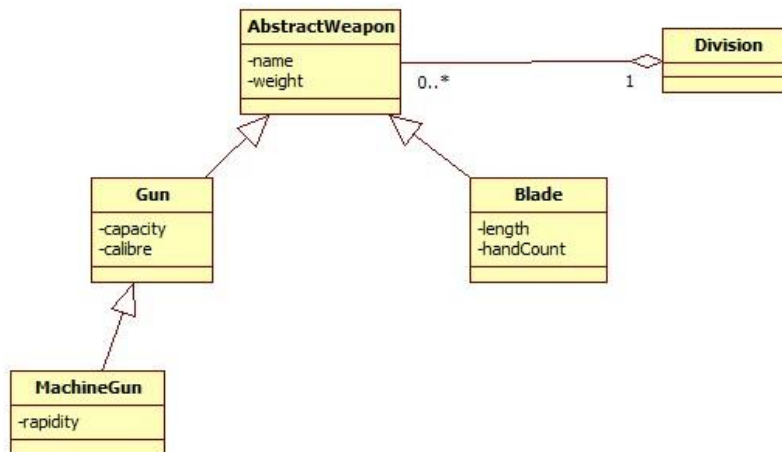 AbstractWeapon
-name
-weight
Division
0..*
1
Gun
-capacity
-calibre
Blade
-length
-handCount
MachineGun
-rapidity